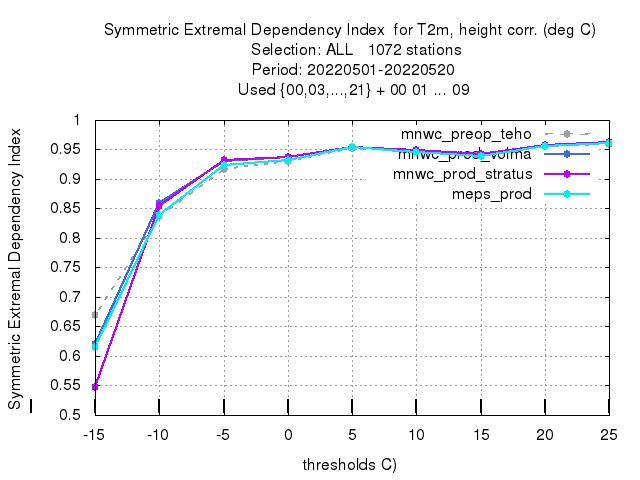 Symmetric Extremal Dependency Index  for T2m, height corr. (deg C)
Selection: ALL   1072 stations
Period: 20220501-20220520
Used {00,03,...,21} + 00 01 ... 09
Symmetric Extremal Dependency Index
1
0.95
0.9
0.85
0.8
0.75
0.7
0.65
0.6
0.55
0.5
mnwc_preop_teho
mnwc_prod_voima
mnwc_prod_stratus
meps_prod
-15
-10
-5
0
5
10
15
20
25
thresholds C)